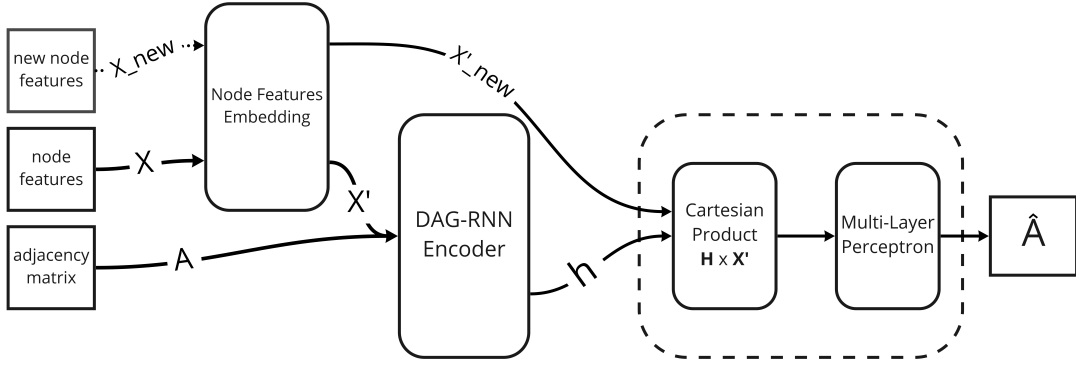 new node
features
X_new
node
features
X
adjacency
matrix
A
Node Features
Embedding
X'_new
X'
DAG-RNN
Encoder
h
Cartesian
Product
H x X'
Multi-Layer
Perceptron
Â